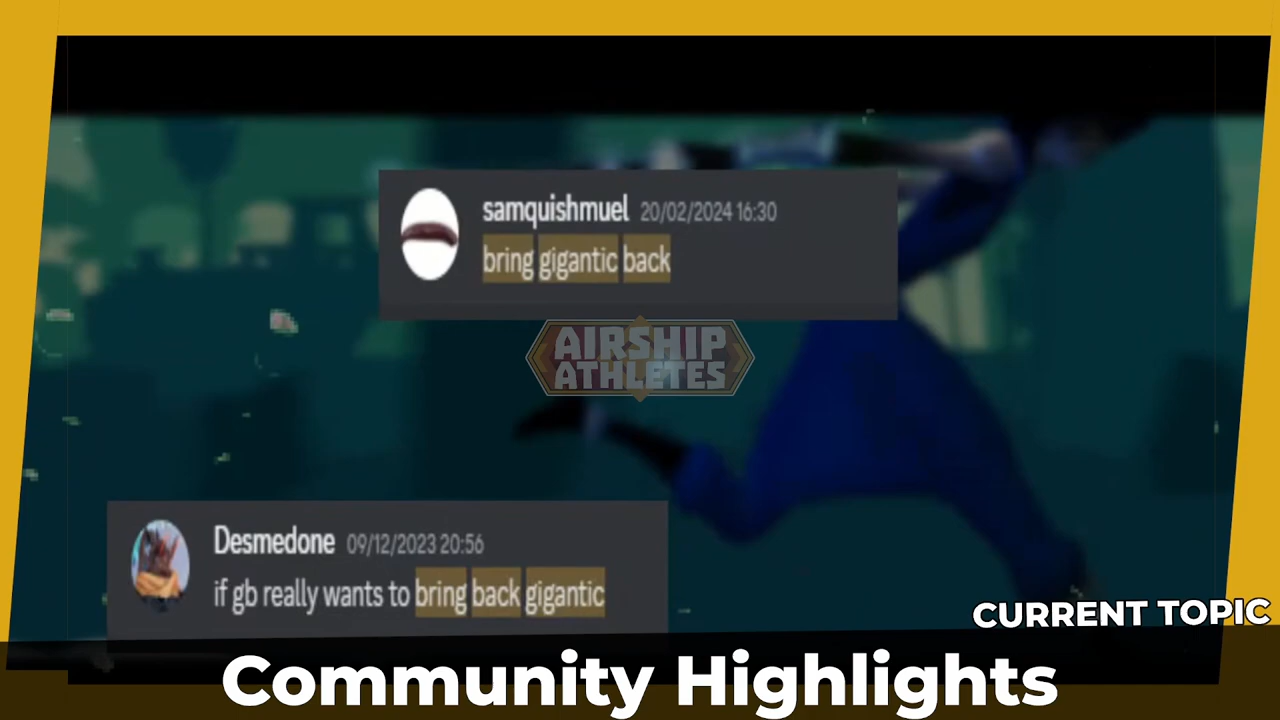 samquishmuel 20/02/2024 16:30
bring gigantic back
AIRSHIP
ATHLETES
Desmedone 09/12/2023 20:56
if gb really wants to bring back gigantic
CURRENT TOPIC
Community Highlights